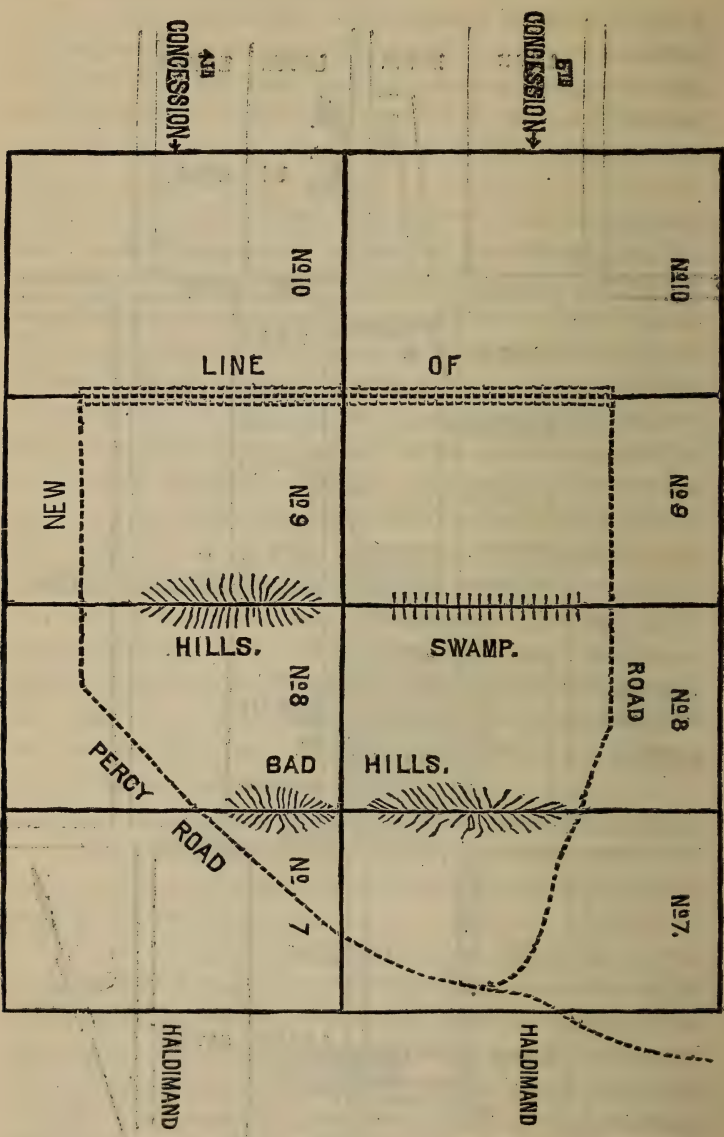 4TH
CONCESSION
5TH
CONCESSION
No 10
No 10
LINE OF
NEW
No 9
No 9
HILLS.
SWAMP.
No 8
ROAD
No 8
PERCY
ROAD
BAD HILLS.
No 7
No 7.
HALDIMAND
HALDIMAND